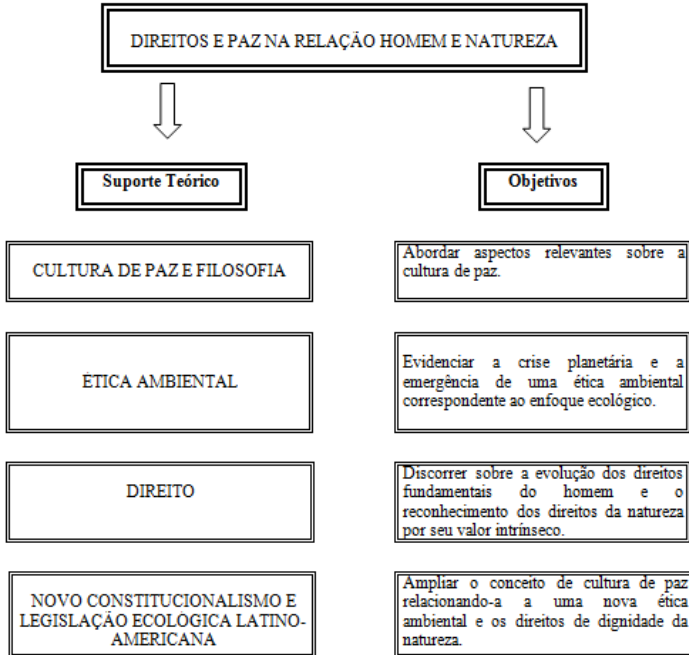 DIREITOS E PAZ NA RELAÇÃO HOMEM E NATUREZA
Suporte Teórico
Objetivos
CULTURA DE PAZ E FILOSOFIA
Abordar aspectos relevantes sobre a
cultura de paz.
ÉTICA AMBIENTAL
Evidenciar a crise planetária e a
emergência de uma ética ambiental
correspondente ao enfoque ecológico.
DIREITO
Discorrer sobre a evolução dos direitos
fundamentais do homem e o
reconhecimento dos direitos da natureza
por seu valor intrínseco.
NOVO CONSTITUCIONALISMO E
LEGISLAÇÃO ECOLÓGICA LATINO-
AMERICANA
Ampliar o conceito de cultura de paz
relacionando-a a uma nova ética
ambiental e os direitos de dignidade da
natureza.